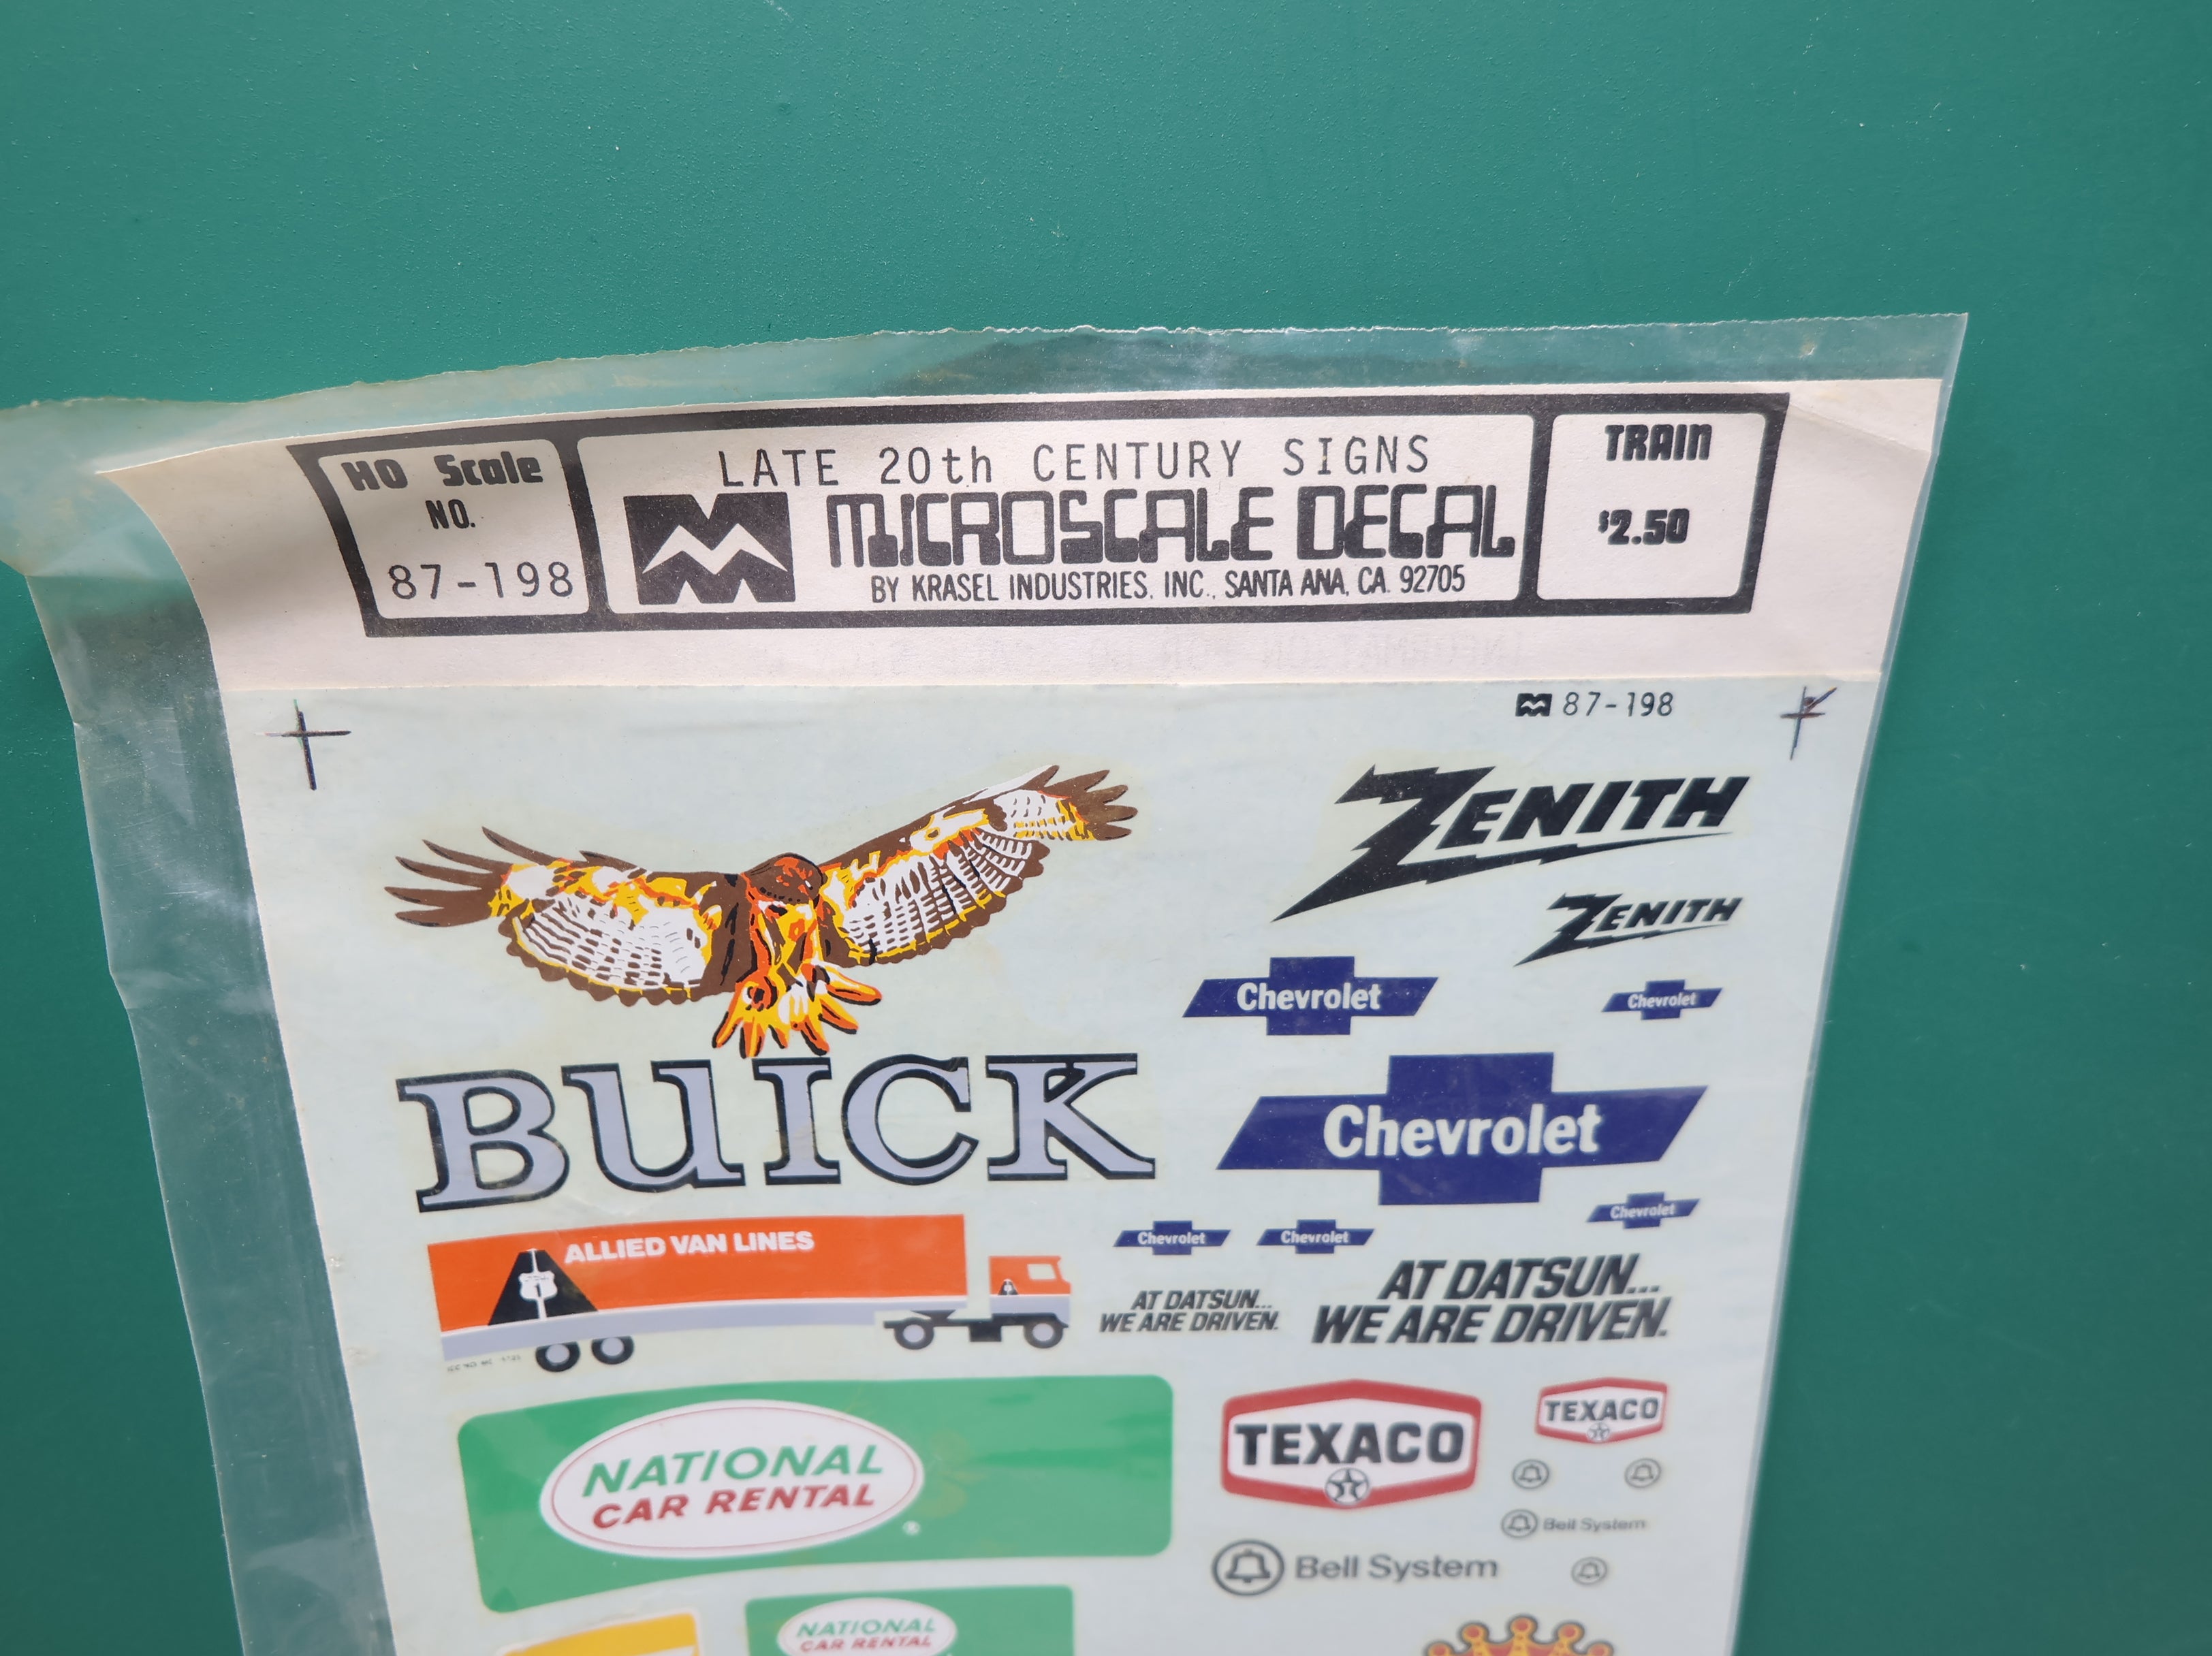 HO Scale
NO.
87-198
LATE 20th CENTURY SIGNS
MICROSCALE DECAL
BY KRASEL INDUSTRIES, INC., SANTA ANA, CA. 92705
TRAIN
$2.50
87-198
ZENITH
ZENITH
Chevrolet
Chevrolet
BUICK
Chevrolet
Chevrolet
Chevrolet
Chevrolet
ALLIED VAN LINES
1
AT DATSUN...
WE ARE DRIVEN.
AT DATSUN...
WE ARE DRIVEN.
NATIONAL
CAR RENTAL
®
TEXACO
TEXACO
Bell System
Bell System
NATIONAL
CAR RENTAL